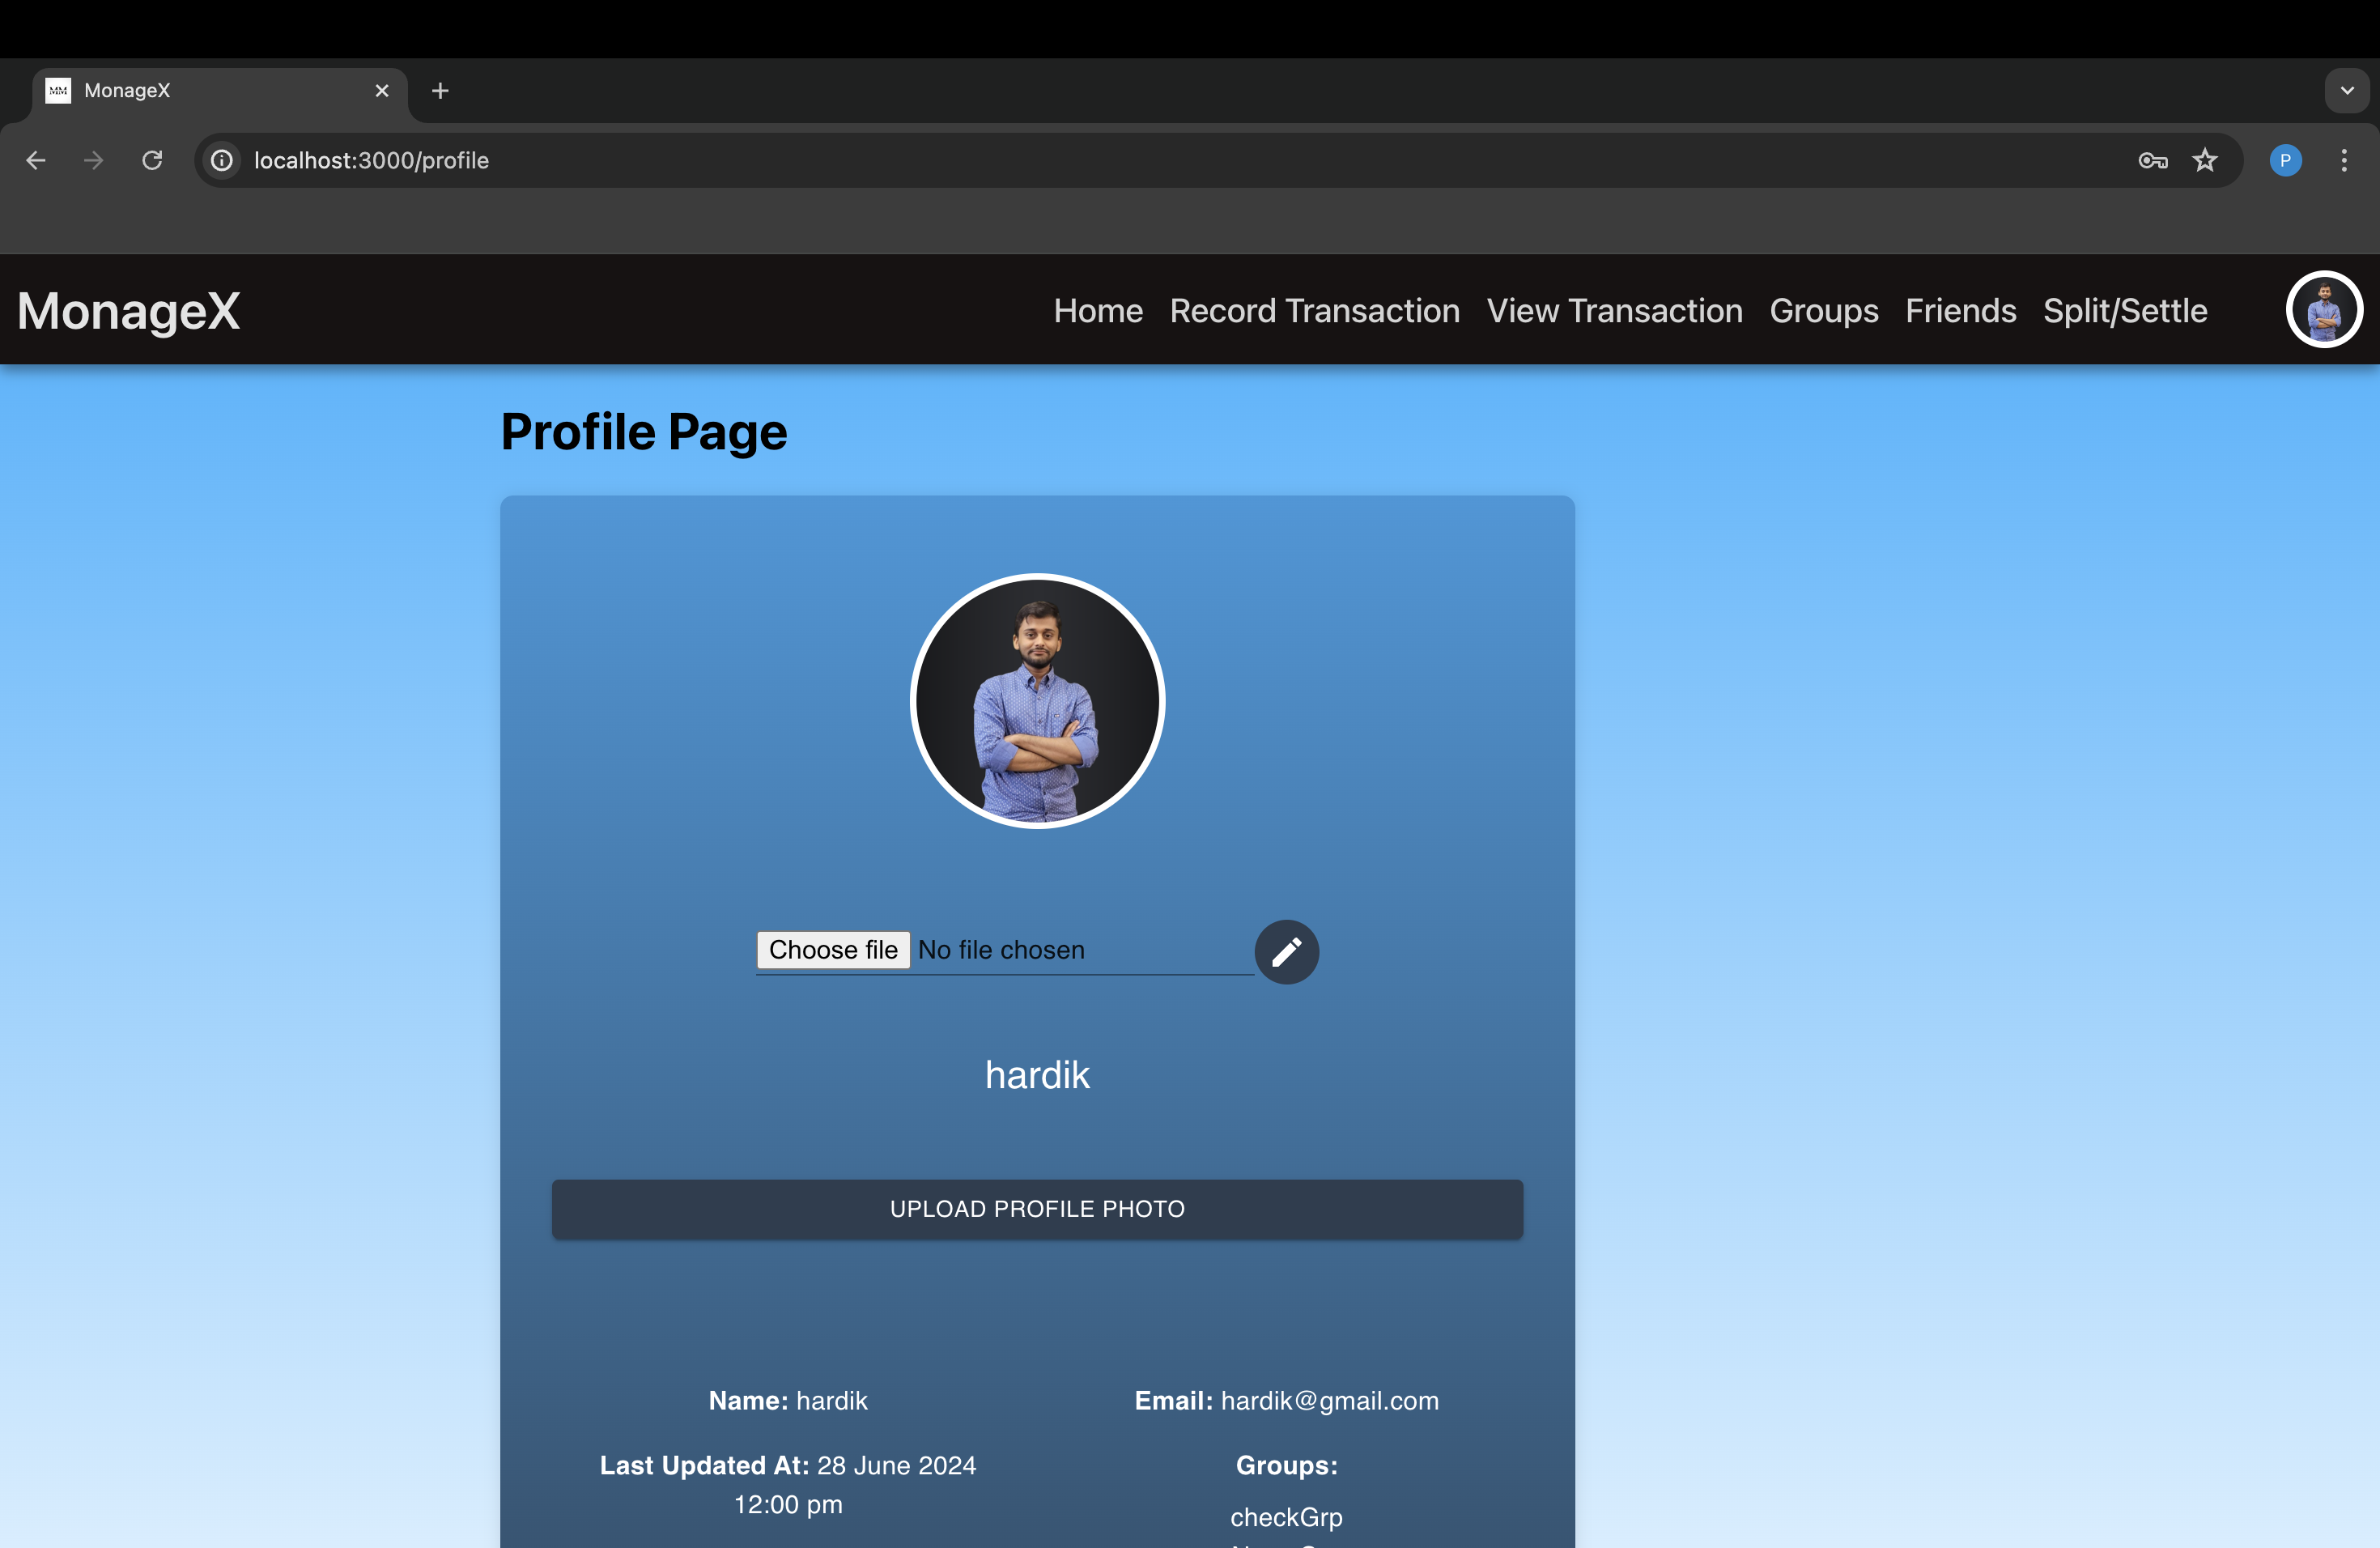 MonageX
localhost:3000/profile
P
MonageX
Home Record Transaction View Transaction Groups Friends Split/Settle
Profile Page
Choose file No file chosen
hardik
UPLOAD PROFILE PHOTO
Name: hardik
Email: hardik@gmail.com
Last Updated At: 28 June 2024
12:00 pm
Groups:
checkGrp